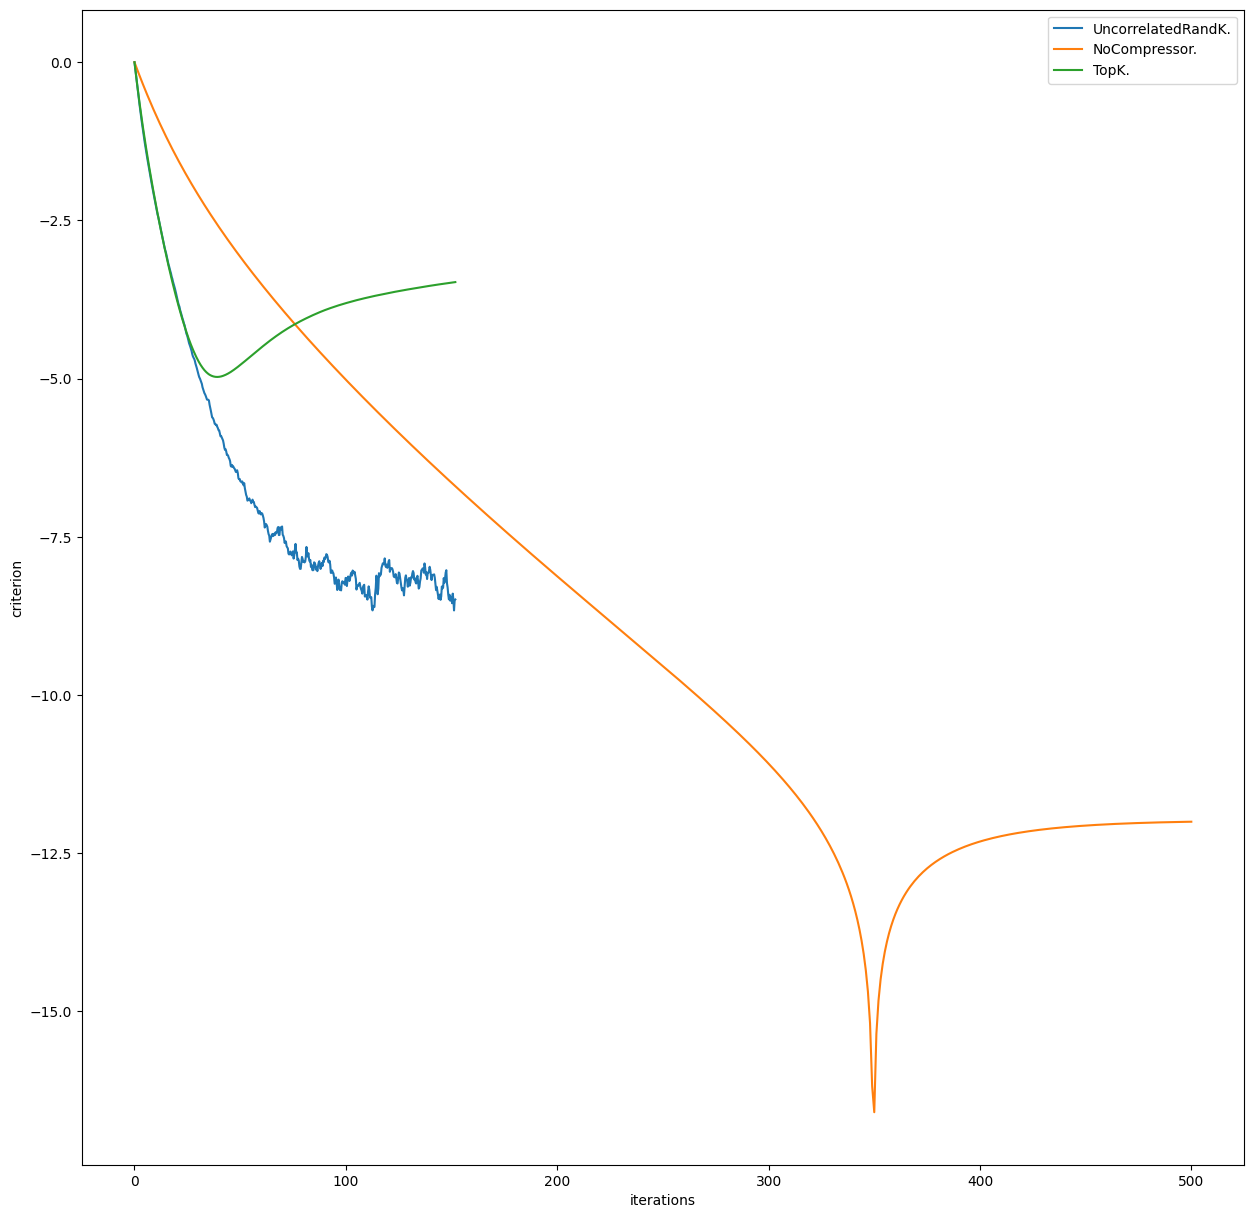 UncorrelatedRandK.
NoCompressor.
TopK.
0.0
−2.5
−5.0
−7.5
−10.0
−12.5
−15.0
criterion
0 100 200 300 400 500
iterations